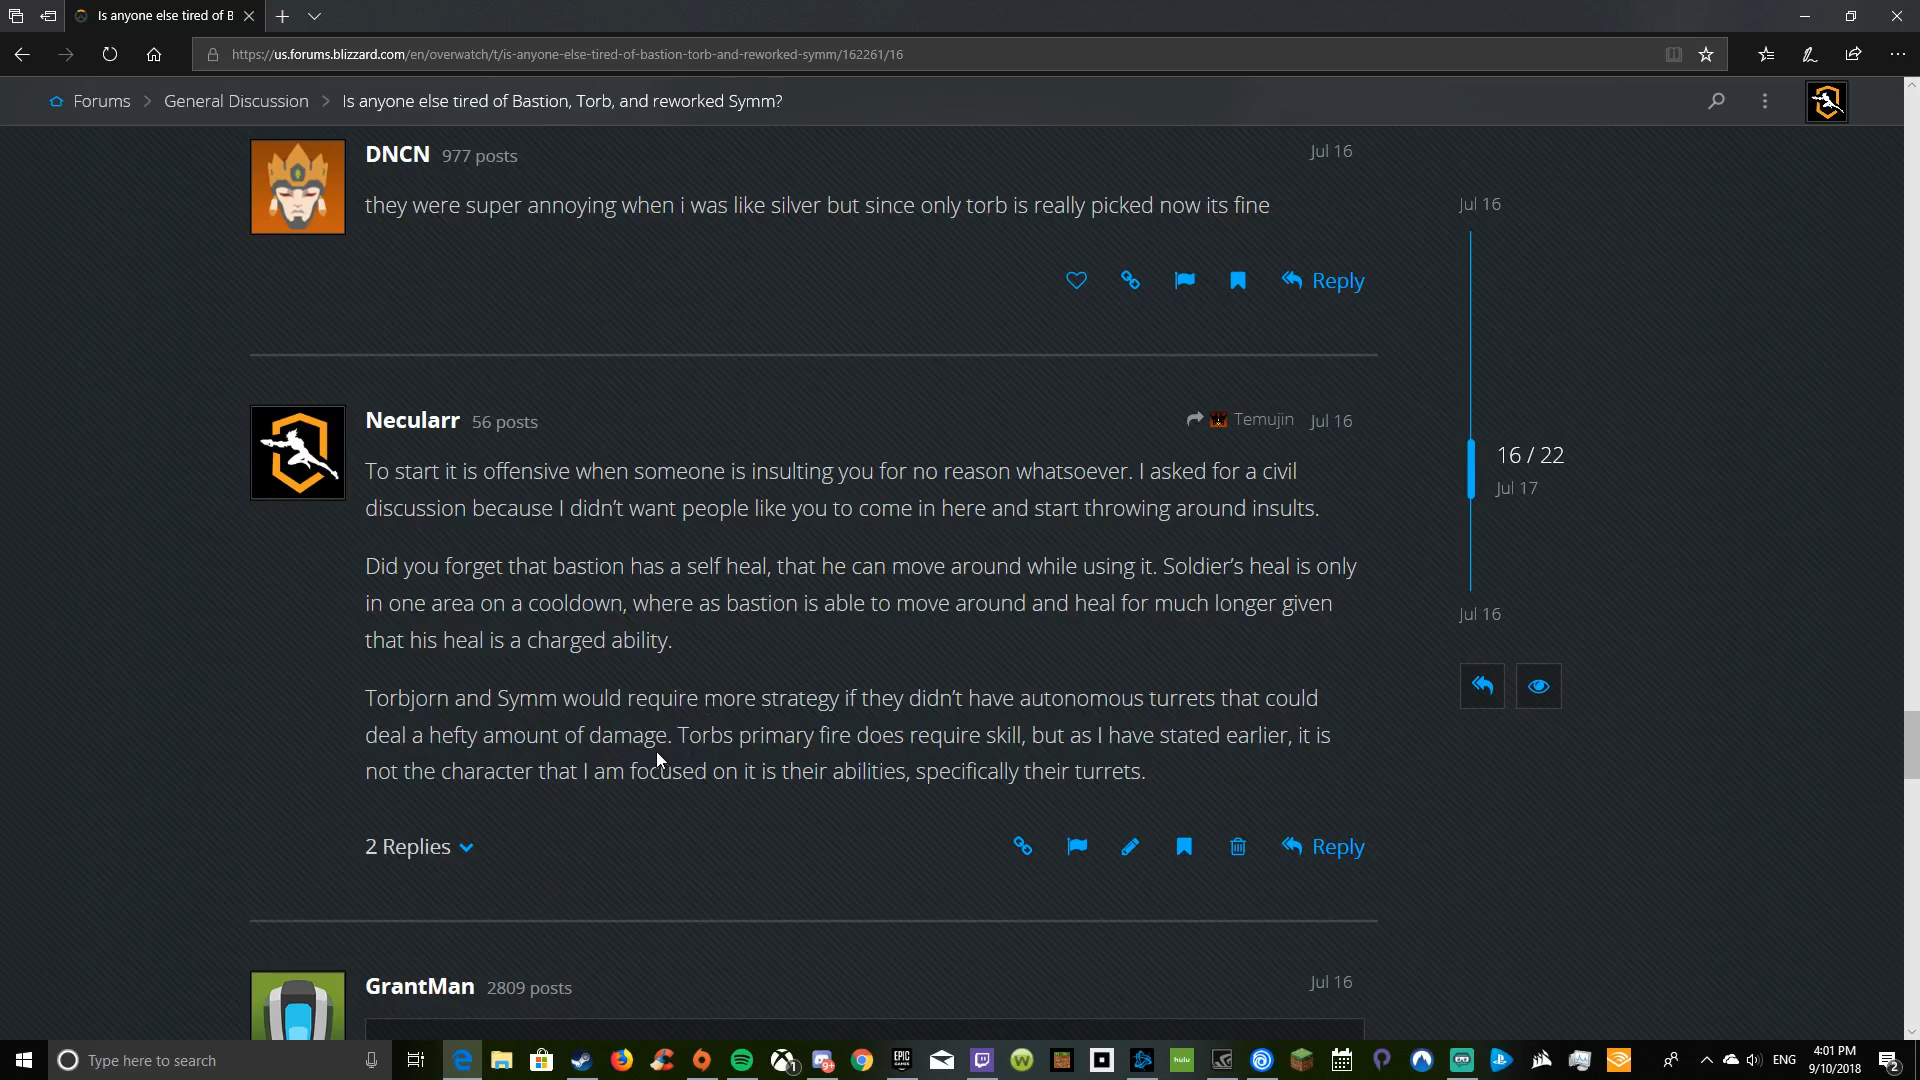 Is anyone else tired of B
https://us.forums.blizzard.com/en/overwatch/t/is-anyone-else-tired-of-bastion-torb-and-reworked-symm/162261/16
Forums > General Discussion > Is anyone else tired of Bastion, Torb, and reworked Symm?
DNCN 977 posts Jul 16
they were super annoying when i was like silver but since only torb is really picked now its fine
Reply
Necularr 56 posts Temujin Jul 16
To start it is offensive when someone is insulting you for no reason whatsoever. I asked for a civil
discussion because I didn't want people like you to come in here and start throwing around insults.
Did you forget that bastion has a self heal, that he can move around while using it. Soldier's heal is only
in one area on a cooldown, where as bastion is able to move around and heal for much longer given
that his heal is a charged ability.
Torbjorn and Symm would require more strategy if they didn't have autonomous turrets that could
deal a hefty amount of damage. Torbs primary fire does require skill, but as I have stated earlier, it is
not the character that I am focused on it is their abilities, specifically their turrets.
2 Replies Reply
GrantMan 2809 posts Jul 16
Jul 16
16 / 22
Jul 17
Jul 16
Type here to search
1
EPIC
GAMES
hulu
ENG
4:01 PM
9/10/2018
2